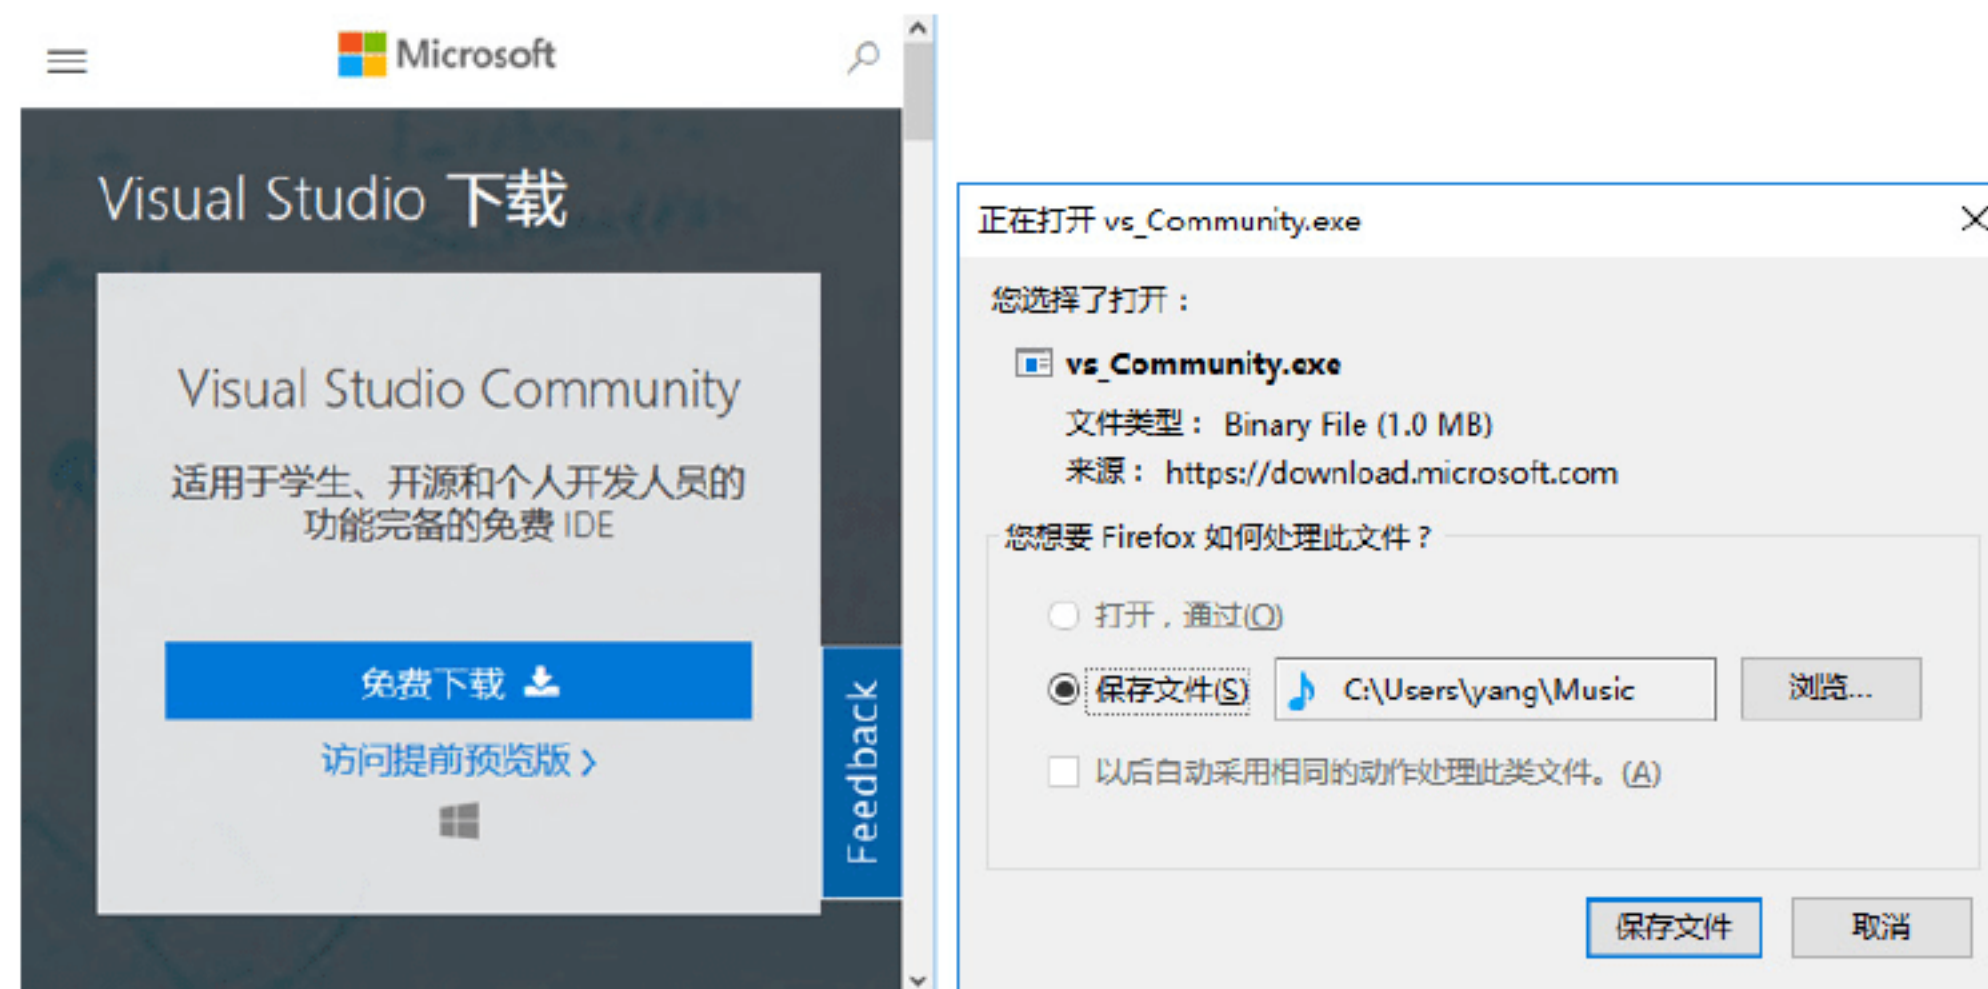 Microsoft
Visual Studio 下载
Visual Studio Community
适用于学生、开源和个人开发人员的
功能完备的免费 IDE
免费下载
访问提前预览版
Feedback
正在打开 vs_Community.exe
您选择了打开：
vs_Community.exe
文件类型： Binary File (1.0 MB)
来源： https://download.microsoft.com
您想要 Firefox 如何处理此文件？
打开，通过(O)
保存文件(S) C:\Users\yang\Music 浏览...
以后自动采用相同的动作处理此类文件。(A)
保存文件 取消